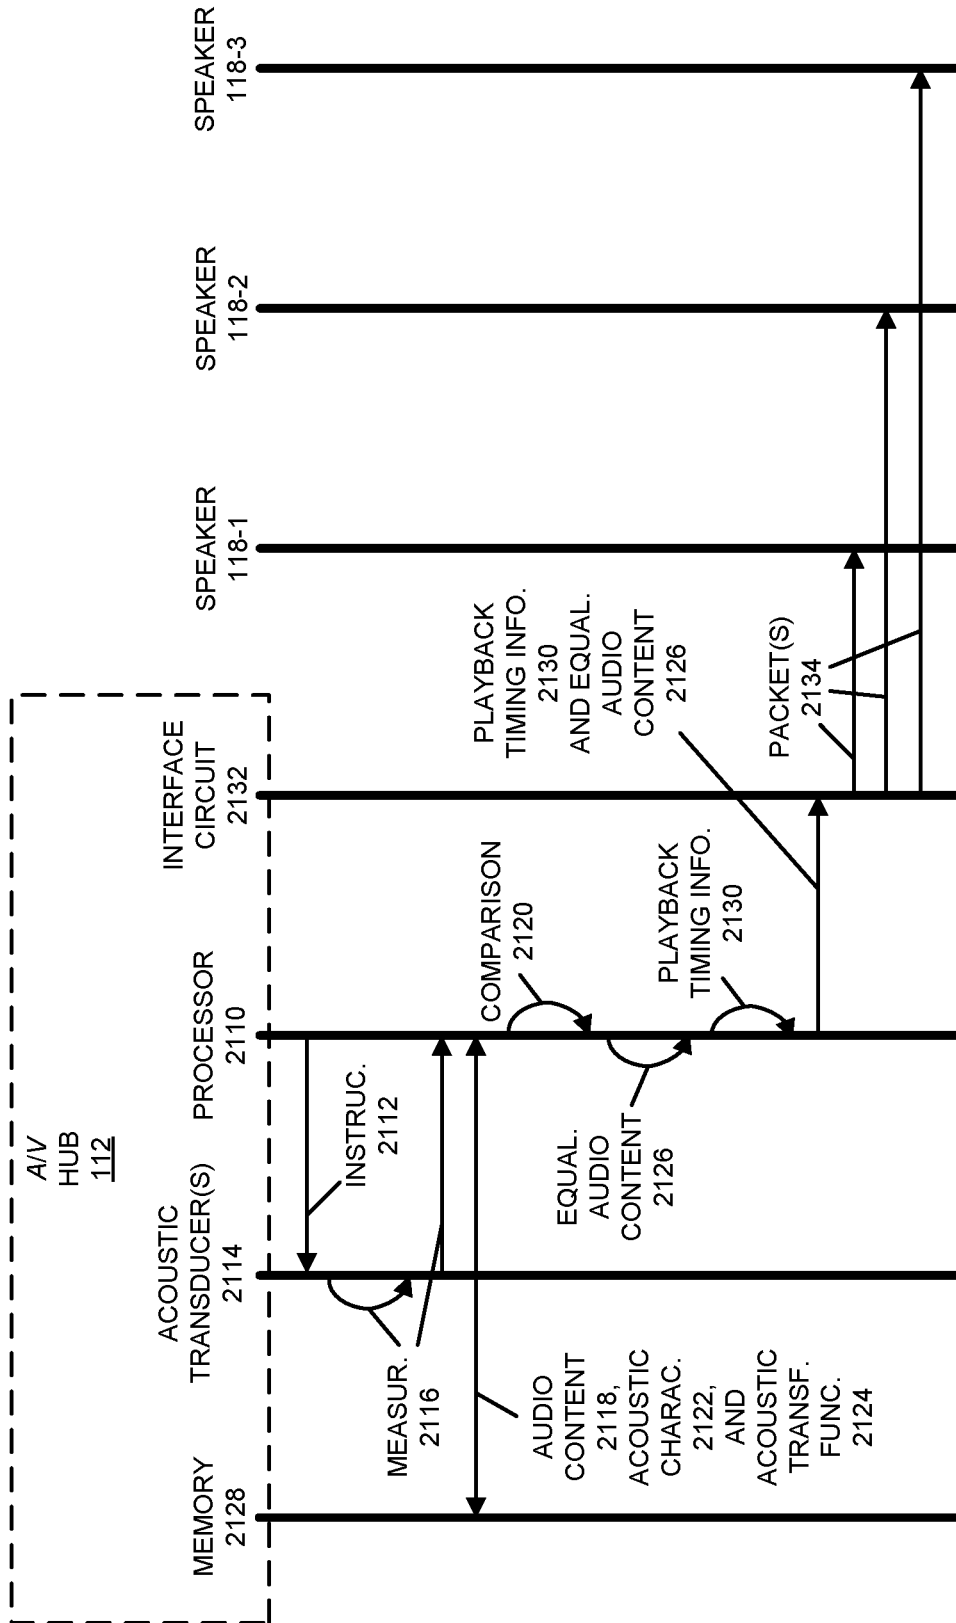 A/V
HUB
112
MEMORY
2128
ACOUSTIC
TRANSDUCER(S)
2114
PROCESSOR
2110
INTERFACE
CIRCUIT
2132
SPEAKER
118-1
SPEAKER
118-2
SPEAKER
118-3
INSTRUC.
2112
MEASUR.
2116
AUDIO
CONTENT
2118,
ACOUSTIC
CHARAC.
2122,
AND
ACOUSTIC
TRANSF.
FUNC.
2124
COMPARISON
2120
EQUAL.
AUDIO
CONTENT
2126
PLAYBACK
TIMING INFO.
2130
PLAYBACK
TIMING INFO.
2130
AND EQUAL.
AUDIO
CONTENT
2126
PACKET(S)
2134